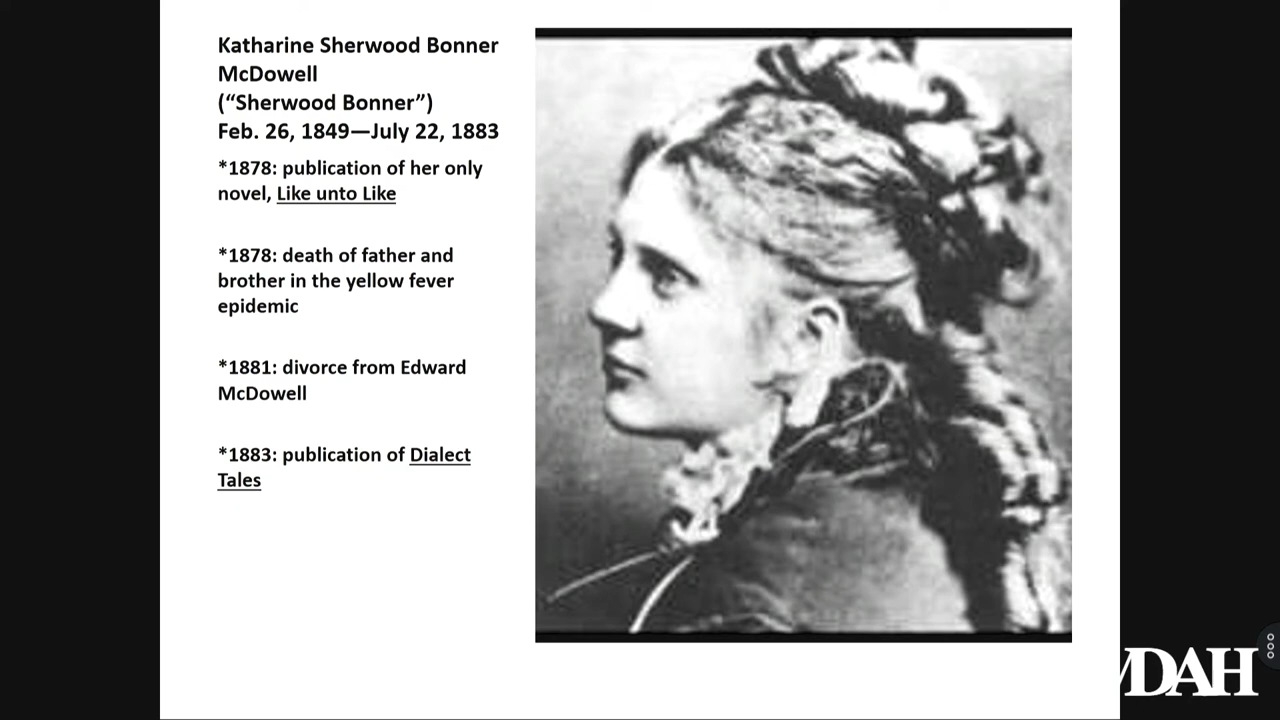 Katharine Sherwood Bonner
McDowell
(“Sherwood Bonner”)
Feb. 26, 1849—July 22, 1883
*1878: publication of her only
novel, Like unto Like
*1878: death of father and
brother in the yellow fever
epidemic
*1881: divorce from Edward
McDowell
*1883: publication of Dialect
Tales
DAH